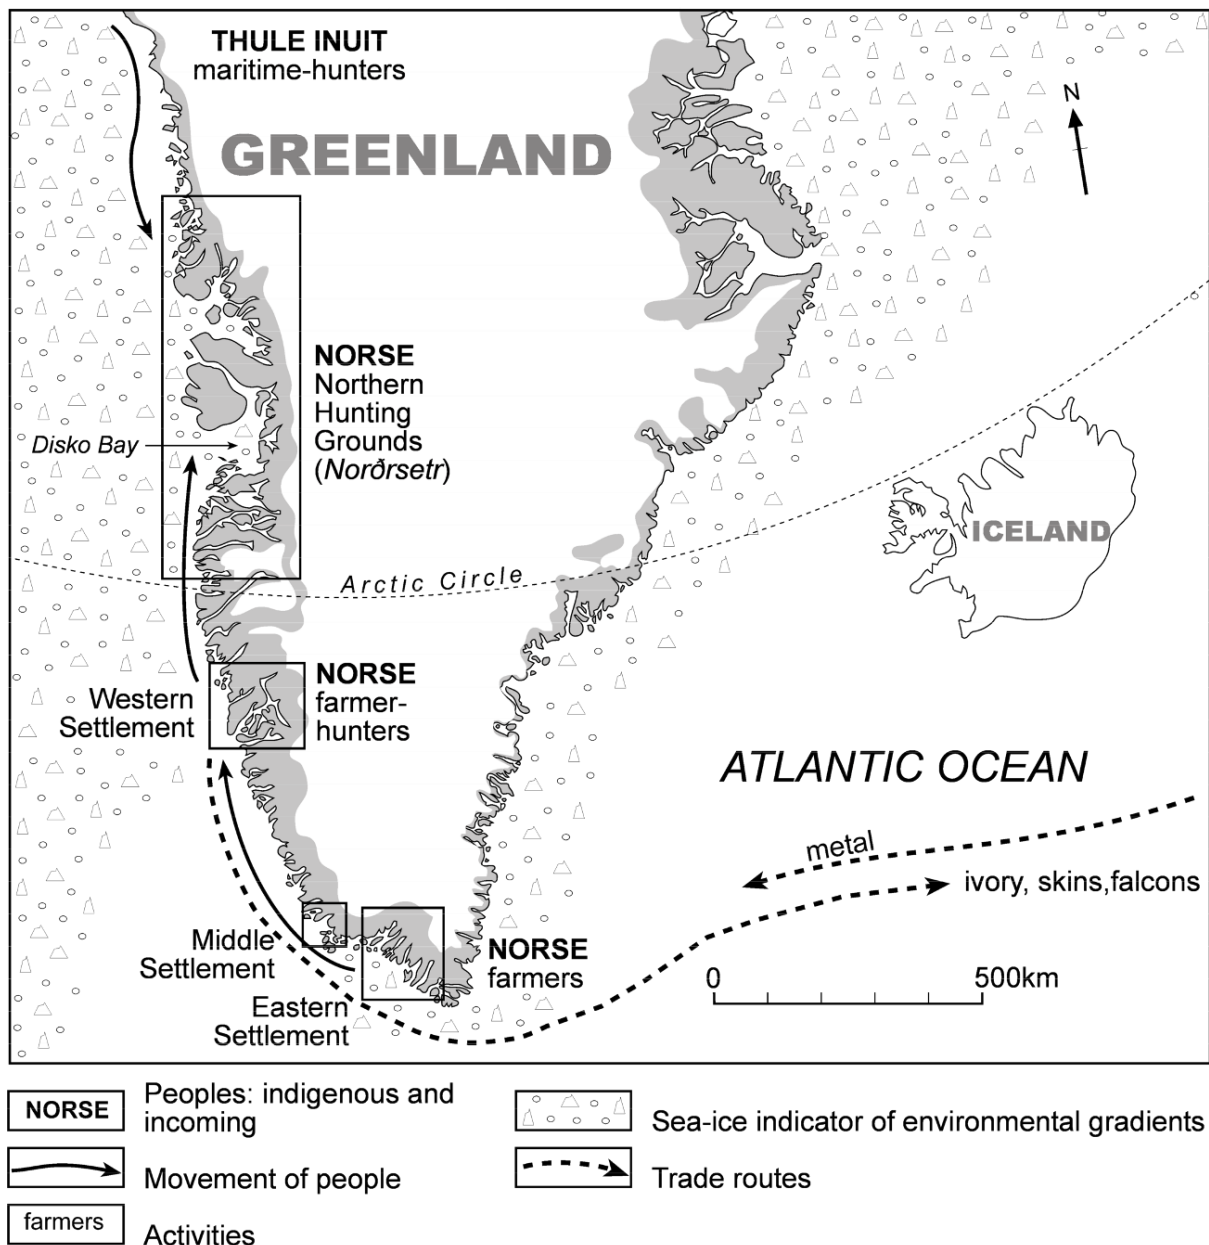 THULE INUIT
maritime-hunters
GREENLAND
N
NORSE
Northern
Hunting
Grounds
(Norðrsetr)
Disko Bay
ICELAND
Arctic Circle
Western
Settlement
NORSE
farmer-
hunters
ATLANTIC OCEAN
metal
ivory, skins,falcons
Middle
Settlement
NORSE
farmers
0 500km
Eastern
Settlement
NORSE
Peoples: indigenous and
incoming
Sea-ice indicator of environmental gradients
Movement of people
Trade routes
farmers
Activities